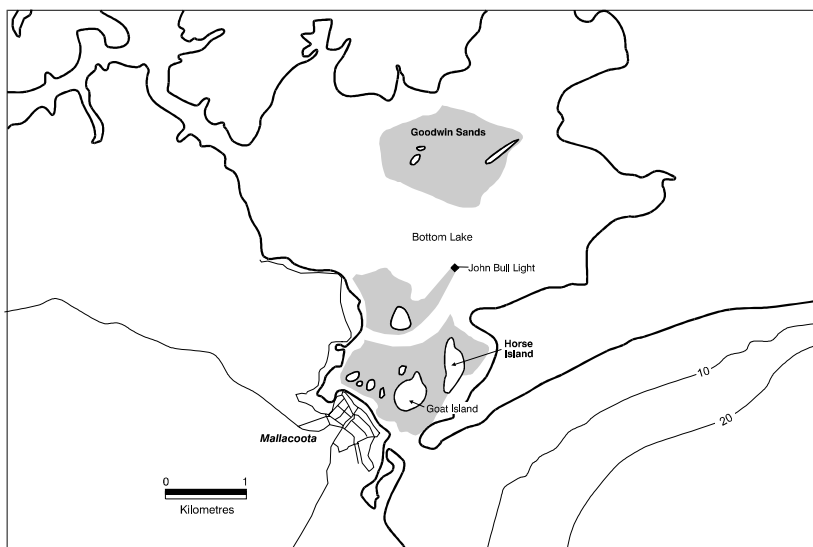 Goodwin Sands
Bottom Lake
John Bull Light
Horse
Island
10
Goat Island
20
Mallacoota
0 1
Kilometres